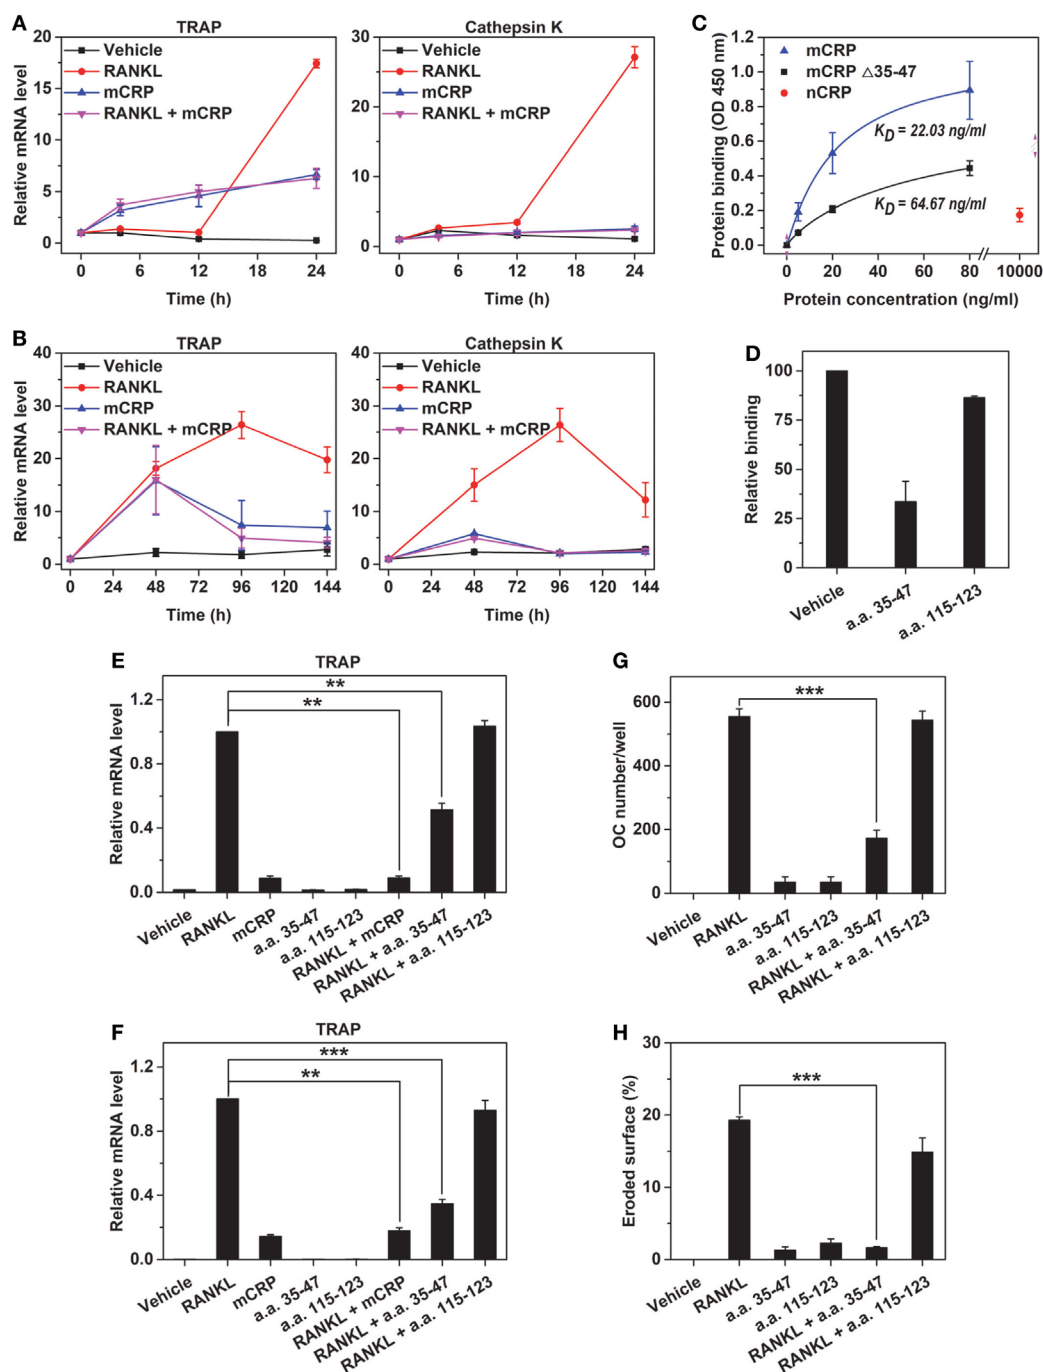 A
TRAP
Relative mRNA level
20
15
10
5
0
Vehicle
RANKL
mCRP
RANKL + mCRP
0 6 12 18 24
Time (h)
Cathepsin K
30
20
10
0
Vehicle
RANKL
mCRP
RANKL + mCRP
0 6 12 18 24
Time (h)
C
Protein binding (OD 450 nm)
1.2
1.0
0.8
0.6
0.4
0.2
0.0
mCRP
mCRP △35-47
nCRP
KD = 22.03 ng/ml
KD = 64.67 ng/ml
0 20 40 60 80 10000
Protein concentration (ng/ml)
B
TRAP
Relative mRNA level
40
30
20
10
0
Vehicle
RANKL
mCRP
RANKL + mCRP
0 24 48 72 96 120 144
Time (h)
Cathepsin K
40
30
20
10
0
Vehicle
RANKL
mCRP
RANKL + mCRP
0 24 48 72 96 120 144
Time (h)
D
Relative binding
100
75
50
25
0
Vehicle
a.a. 35-47
a.a. 115-123
E
TRAP
Relative mRNA level
1.2
0.8
0.4
0.0
**
**
Vehicle
RANKL
mCRP
a.a. 35-47
a.a. 115-123
RANKL + mCRP
RANKL + a.a. 35-47
RANKL + a.a. 115-123
G
OC number/well
600
400
200
0
***
Vehicle
RANKL
a.a. 35-47
a.a. 115-123
RANKL + a.a. 35-47
RANKL + a.a. 115-123
F
TRAP
Relative mRNA level
1.2
0.8
0.4
0.0
***
**
Vehicle
RANKL
mCRP
a.a. 35-47
a.a. 115-123
RANKL + mCRP
RANKL + a.a. 35-47
RANKL + a.a. 115-123
H
Eroded surface (%)
30
20
10
0
***
Vehicle
RANKL
a.a. 35-47
a.a. 115-123
RANKL + a.a. 35-47
RANKL + a.a. 115-123